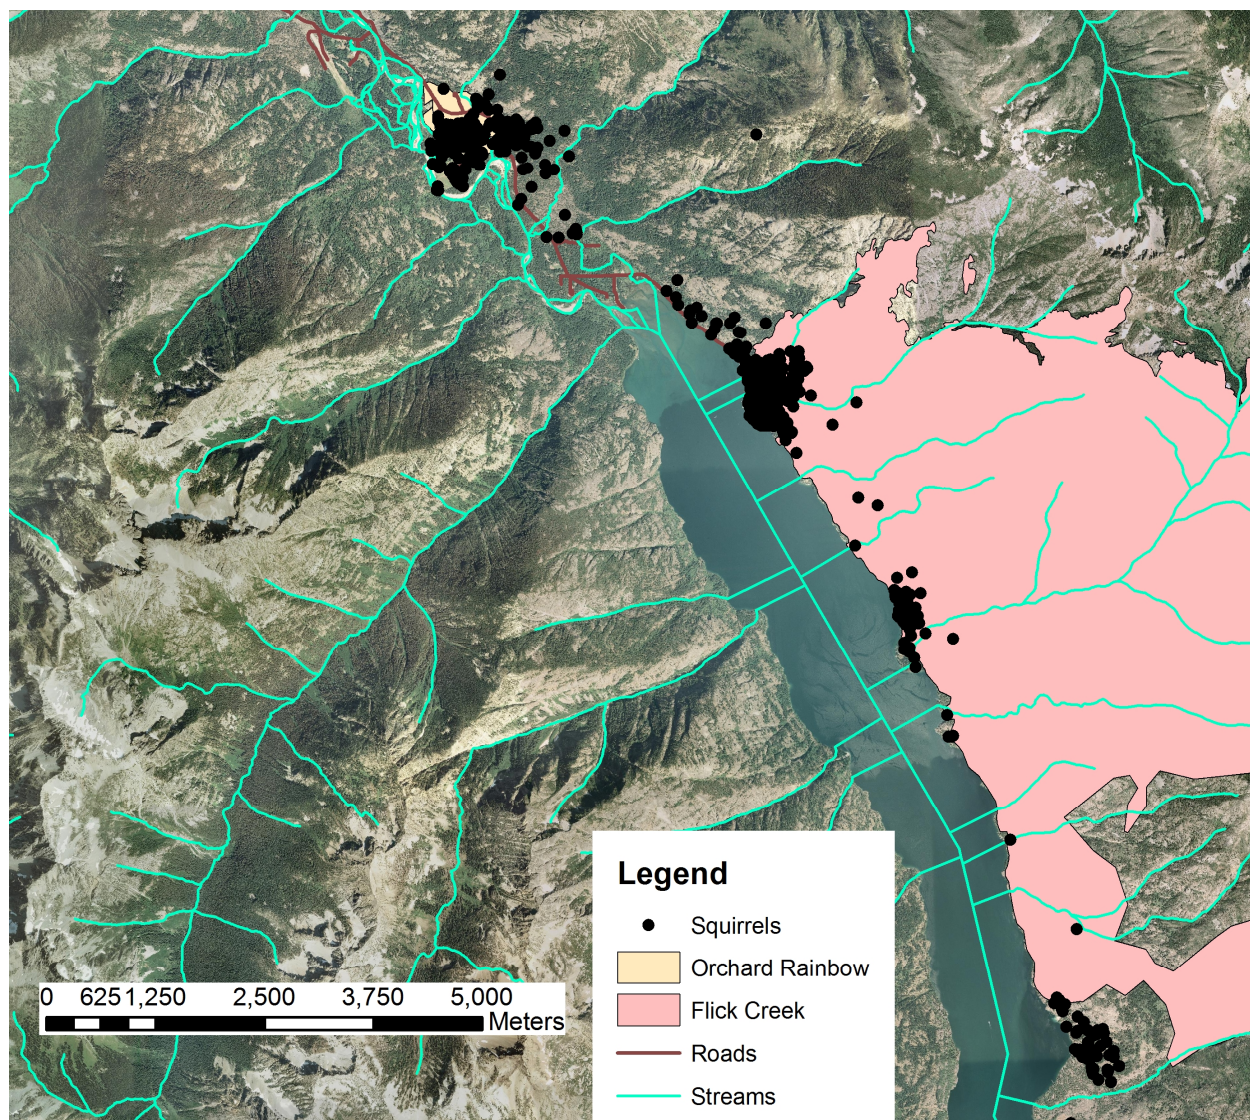 Legend
Squirrels
Orchard Rainbow
Flick Creek
Roads
Streams
0 625 1,250 2,500 3,750 5,000
Meters